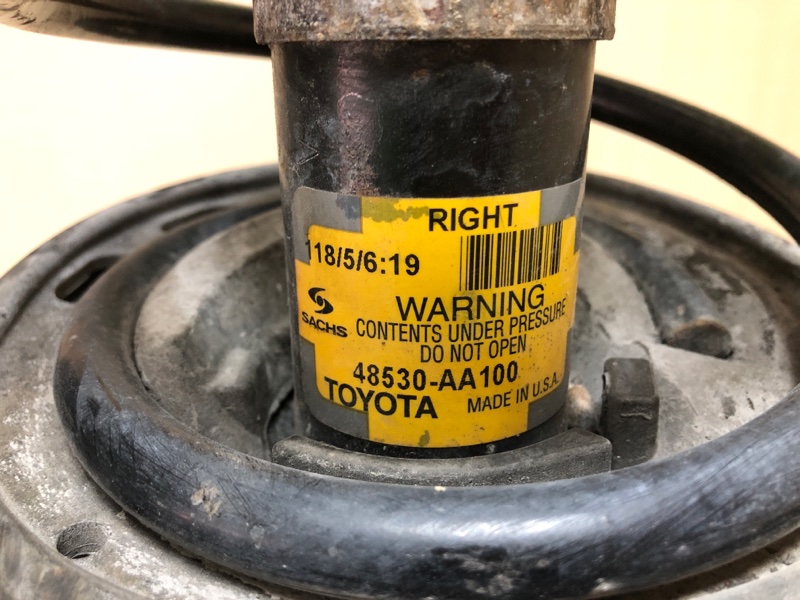 RIGHT
118/5/6:19
WARNING
SACHS
CONTENTS UNDER PRESSURE
DO NOT OPEN
48530-AA100
TOYOTA
MADE IN U.S.A.